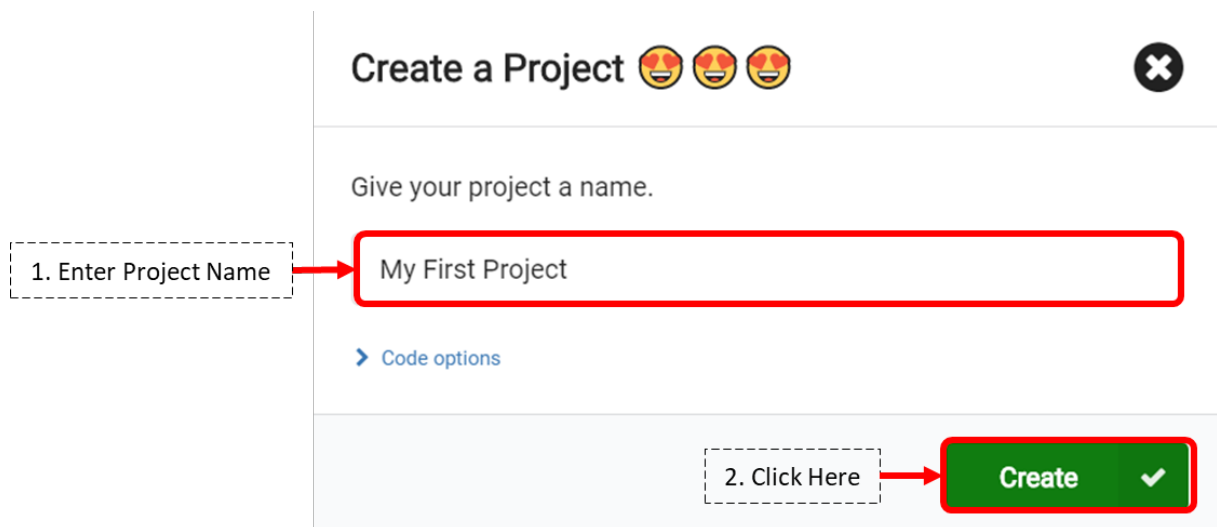 Create a Project 😍 😍 😍
Give your project a name.
1. Enter Project Name
My First Project
Code options
2. Click Here
Create